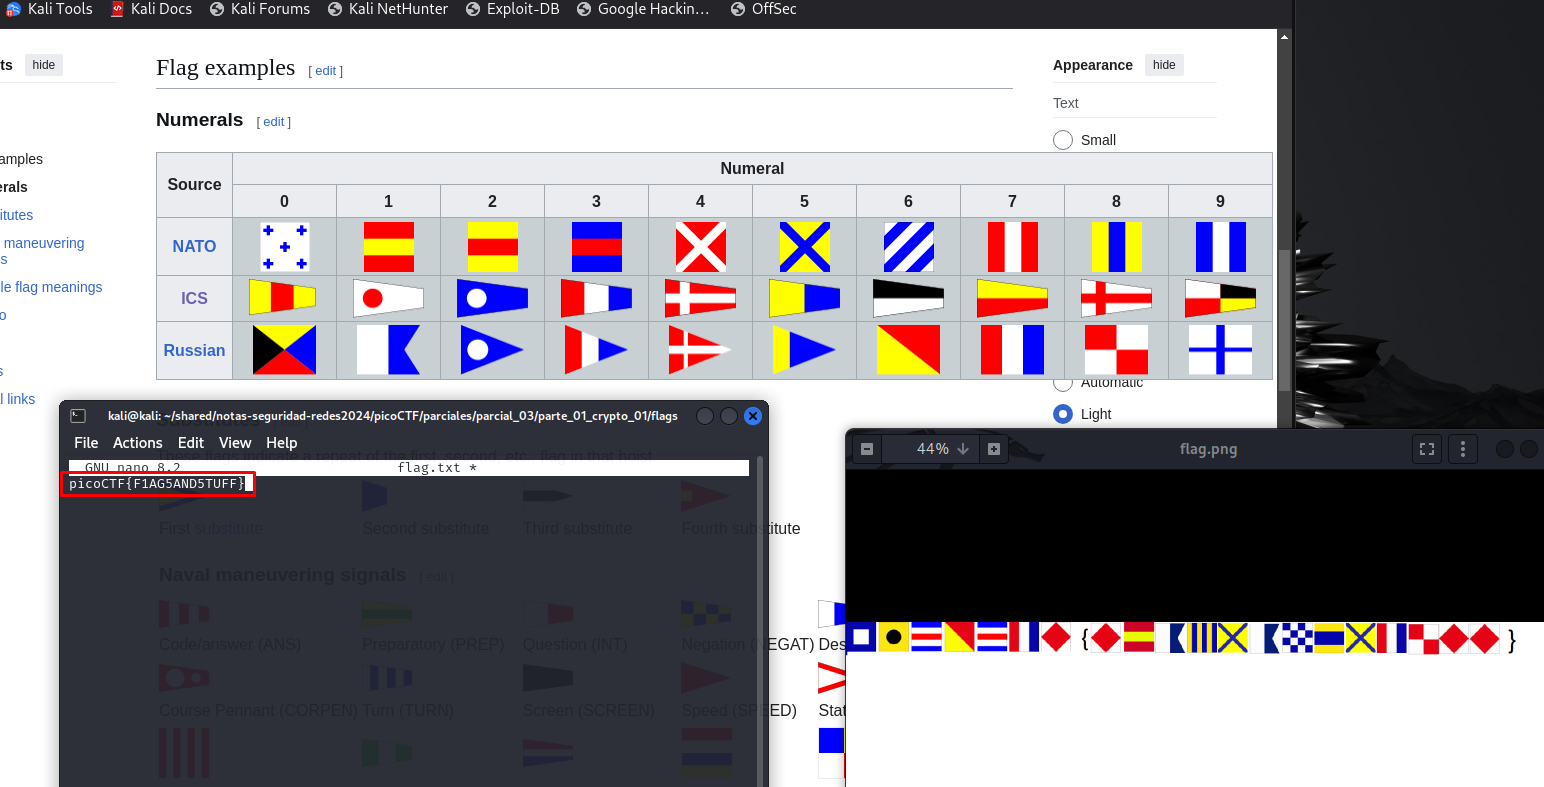 Kali Tools Kali Docs Kali Forums Kali NetHunter Exploit-DB Google Hackin… OffSec
ts hide
Flag examples [ edit ]
Appearance hide
Text
Numerals [ edit ]
Small
amples
erals
itutes
maneuvering
s
le flag meanings
o
s
al links
Source Numeral
0 1 2 3 4 5 6 7 8 9
NATO
ICS
Russian
Automatic
Light
kali@kali: ~/shared/notas-seguridad-redes2024/picoCTF/parciales/parcial_03/parte_01_crypto_01/flags
File Actions Edit View Help
Substitutes
These flags indicate a repeat of the first, second, etc., flag in that hoist.
GNU nano 8.2 flag.txt *
picoCTF{F1AG5AND5TUFF}
First substitute Second substitute Third substitute Fourth substitute
Naval maneuvering signals [ edit ]
Code/answer (ANS) Preparatory (PREP) Question (INT) Negation (NEGAT) Des
Course Pennant (CORPEN) Turn (TURN) Screen (SCREEN) Speed (SPEED) Stat
44% flag.png
{ }